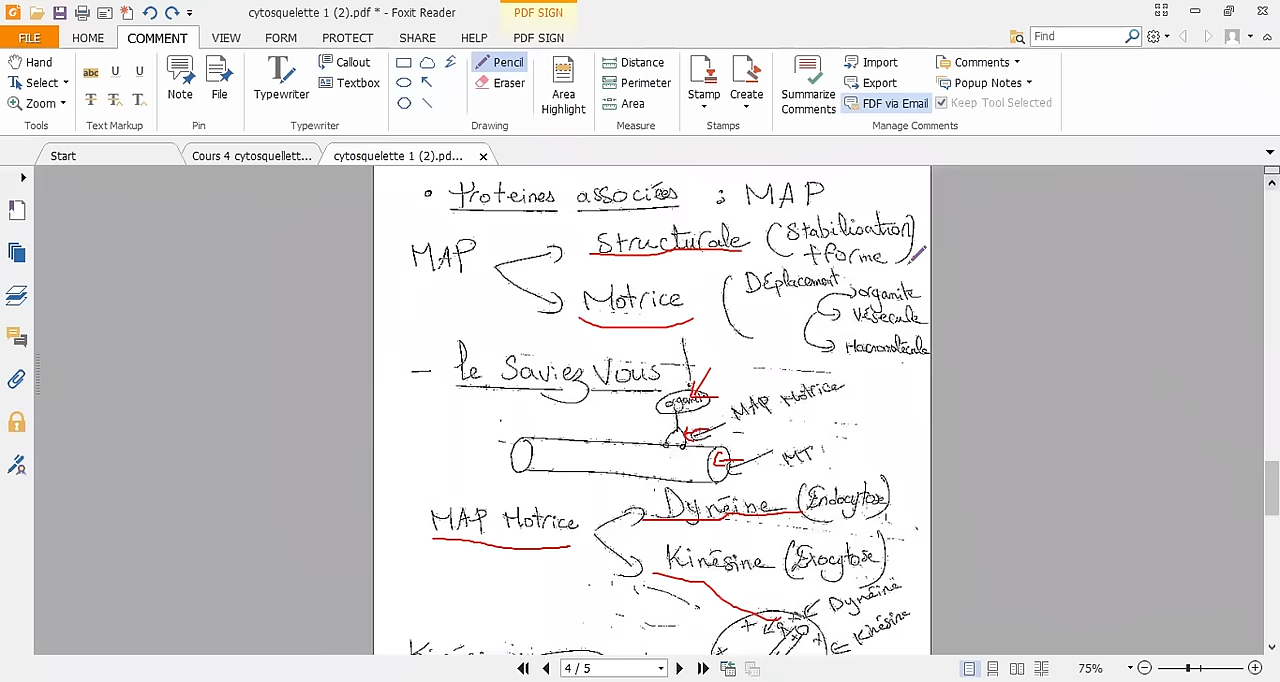 cytosquelette 1 (2).pdf * - Foxit Reader
PDF SIGN
FILE HOME COMMENT VIEW FORM PROTECT SHARE HELP PDF SIGN
Find
Hand
Select
Zoom
Tools
abc U U
T T T
Text Markup
Note
File
Pin
Typewriter
Callout
Textbox
Typewriter
Pencil
Eraser
Area Highlight
Drawing
Distance
Perimeter
Area
Measure
Stamp
Create
Stamps
Summarize Comments
Import
Export
FDF via Email
Comments
Popup Notes
Keep Tool Selected
Manage Comments
Start
Cours 4 cytosquellett...
cytosquelette 1 (2).pd...
• Proteines associées : MAP
MAP
Structurale (Stabilisation
+ forme)
Motrice
(Déplacement
organite
Vésecule
Macromolécule
- le Saviez Vous
organite
MAP Motrice
MT
MAP Motrice
Dynéine (Endocytose)
Kinésine (Exocytose)
Dynéine
Kinésine
+
+
+
4 / 5
75%